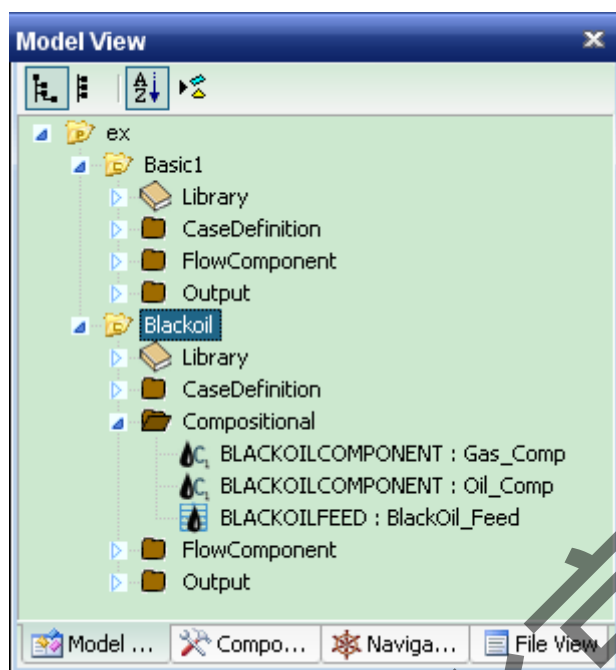 Model View
ex
Basic1
Library
CaseDefinition
FlowComponent
Output
Blackoil
Library
CaseDefinition
Compositional
BLACKOILCOMPONENT : Gas_Comp
BLACKOILCOMPONENT : Oil_Comp
BLACKOILFEED : BlackOil_Feed
FlowComponent
Output
Model ... Compo... Naviga... File View